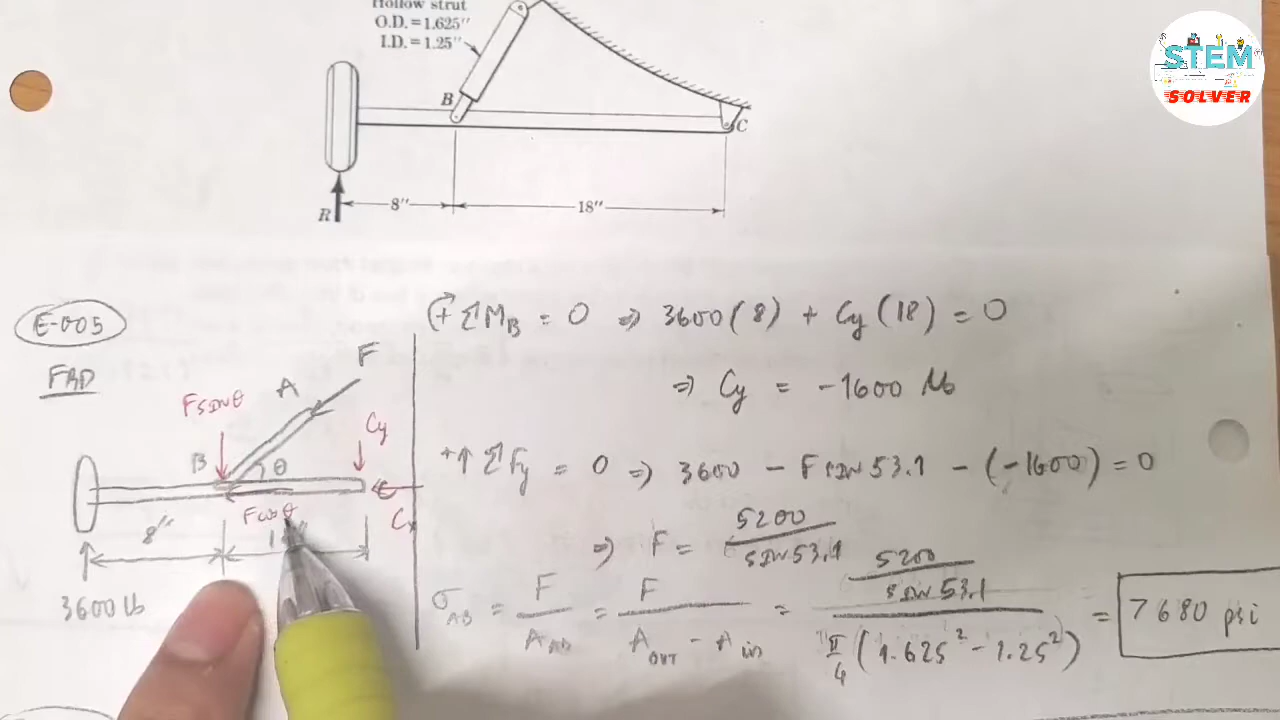 Hollow strut
O.D. = 1.625″
I.D. = 1.25″
STEM
SOLVER
B
C
8″
18″
R
E-005
FBD
F
A
FSINθ
Cy
B
θ
Fcosθ
8″
3600 lb
(+ ΣM_B = 0 ⇒ 3600(8) + Cy(18) = 0
⇒ Cy = -1600 lb
+↑ ΣFy = 0 ⇒ 3600 - FSIN 53.1 - (-1600) = 0
⇒ F = 5200 / SIN 53.1
σ_AB = F / A_AB = F / (A_OUT - A_in) = (5200 / SIN 53.1) / (π/4 (1.625² - 1.25²)) = 7680 psi